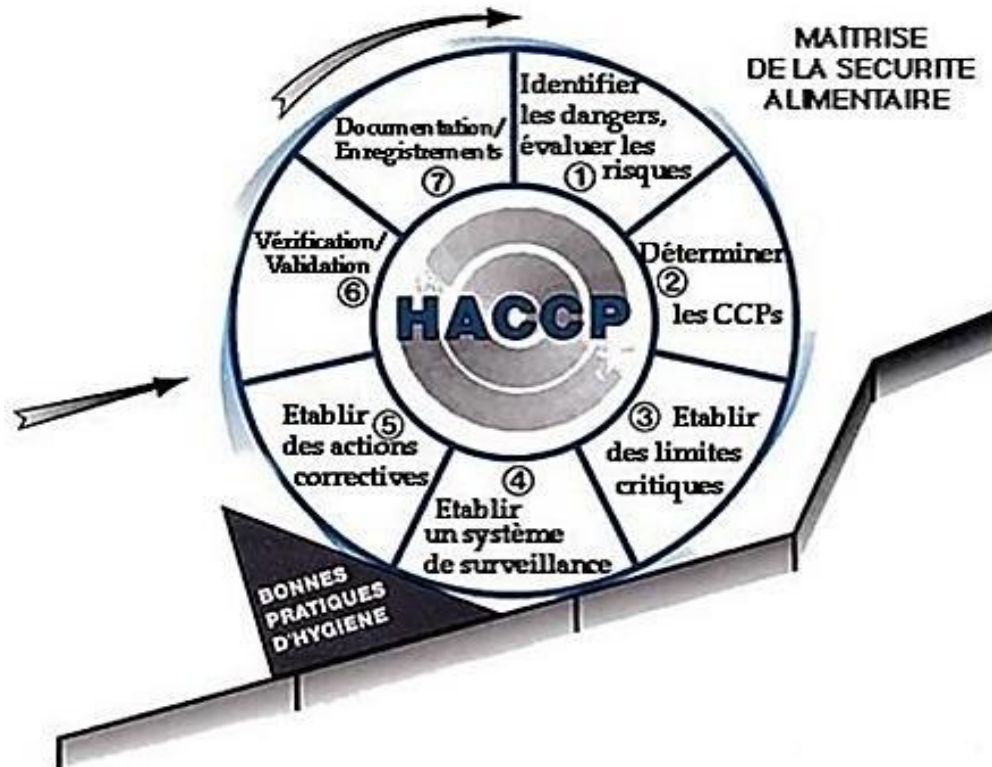 MAÎTRISE
DE LA SECURITE
ALIMENTAIRE
Identifier
les dangers,
évaluer les
risques
①
Déterminer
②
les CCPs
③ Etablir
des limites
critiques
④
Etablir
un système
de surveillance
Etablir ⑤
des actions
correctives
Vérification/
Validation
⑥
Documentation/
Enregistrements
⑦
HACCP
BONNES
PRATIQUES
D'HYGIENE